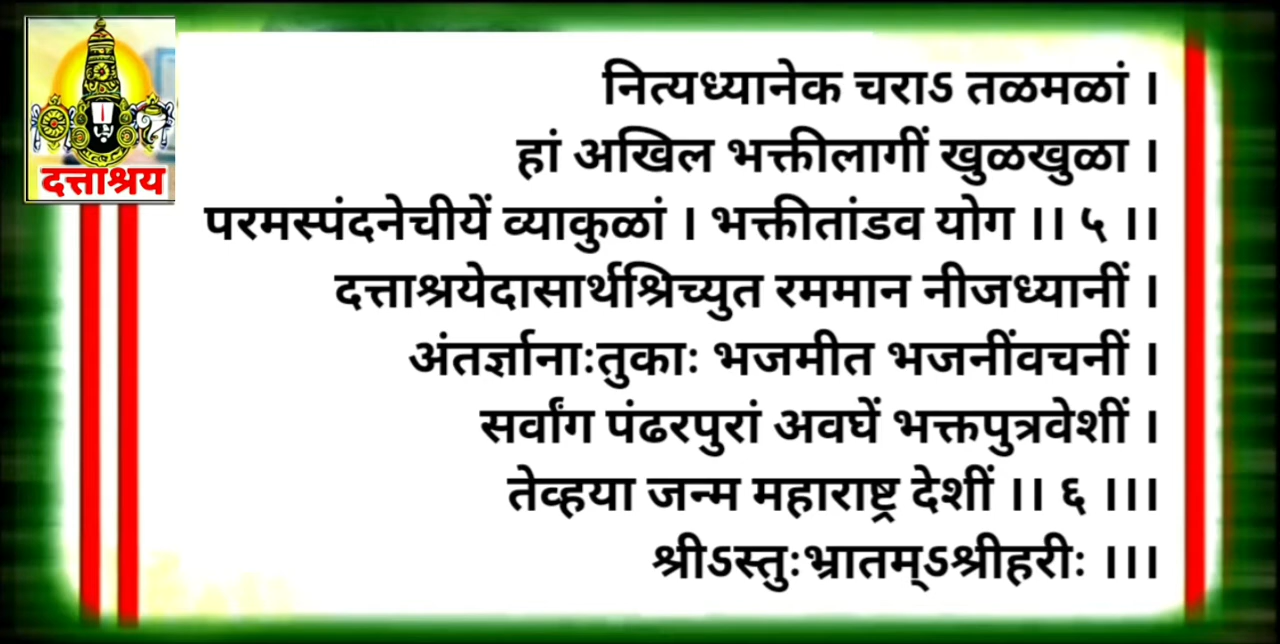 दत्ताश्रय
नित्यध्यानेक चराऽ तळमळां ।
हां अखिल भक्तीलागीं खुळखुळा ।
परमस्पंदनेचीयें व्याकुळां । भक्तीतांडव योग ।। ५ ।।
दत्ताश्रयेदासार्थश्रिच्युत रममान नीजध्यानीं ।
अंतर्ज्ञानाःतुकाः भजमीत भजनींवचनीं ।
सर्वांग पंढरपुरां अवघें भक्तपुत्रवेशीं ।
तेव्हया जन्म महाराष्ट्र देशीं ।। ६ ।।।
श्रीऽस्तुःभ्रातम्ऽश्रीहरीः ।।।